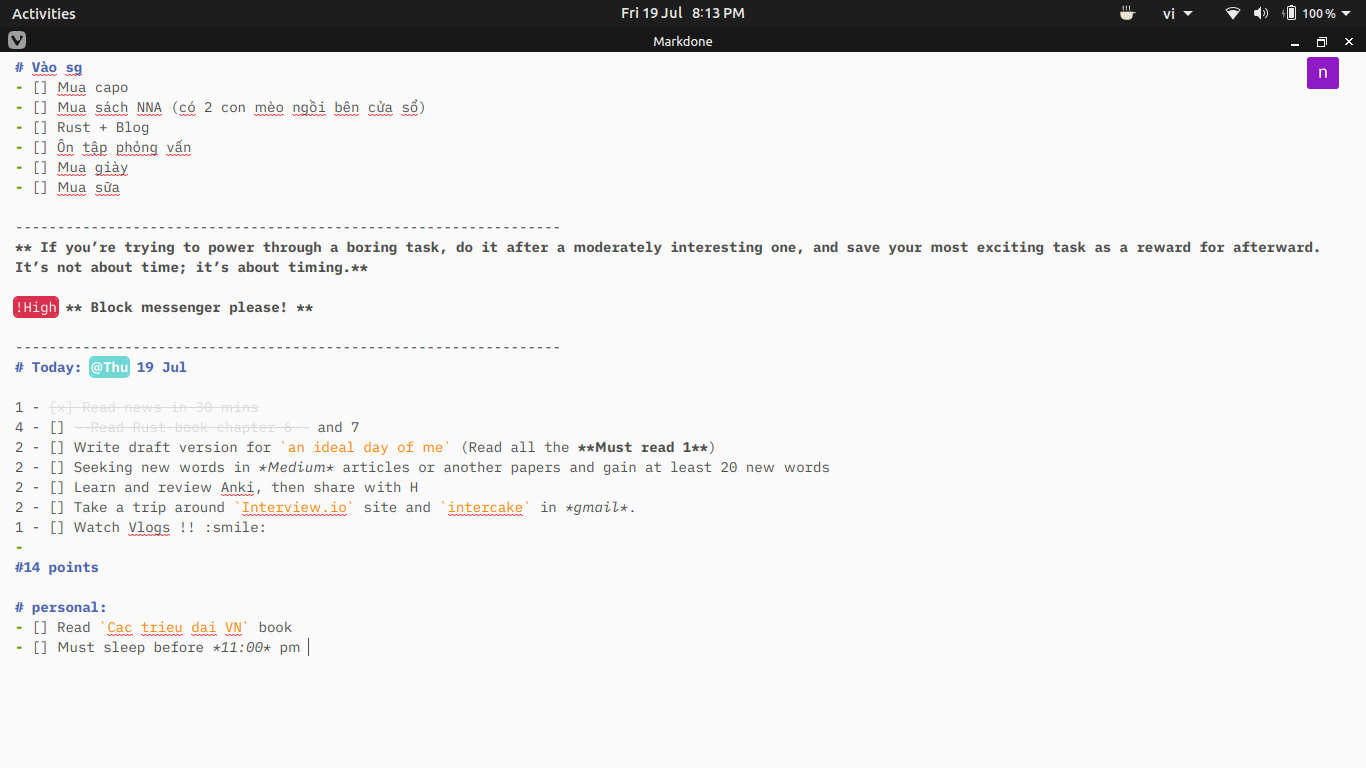 Activities
Fri 19 Jul 8:13 PM
vi
100 %
Markdone
n
# Vào sg
- [] Mua capo
- [] Mua sách NNA (có 2 con mèo ngồi bên cửa sổ)
- [] Rust + Blog
- [] Ôn tập phỏng vấn
- [] Mua giày
- [] Mua sữa
-----------------------------------------------------------------
** If you’re trying to power through a boring task, do it after a moderately interesting one, and save your most exciting task as a reward for afterward.
It’s not about time; it’s about timing.**
!High ** Block messenger please! **
-----------------------------------------------------------------
# Today: @Thu 19 Jul
1 - [x] Read news in 30 mins
4 - [] --Read Rust book chapter 6-- and 7
2 - [] Write draft version for `an ideal day of me` (Read all the **Must read 1**)
2 - [] Seeking new words in *Medium* articles or another papers and gain at least 20 new words
2 - [] Learn and review Anki, then share with H
2 - [] Take a trip around `Interview.io` site and `intercake` in *gmail*.
1 - [] Watch Vlogs !! :smile:
-
#14 points
# personal:
- [] Read `Cac trieu dai VN` book
- [] Must sleep before *11:00* pm